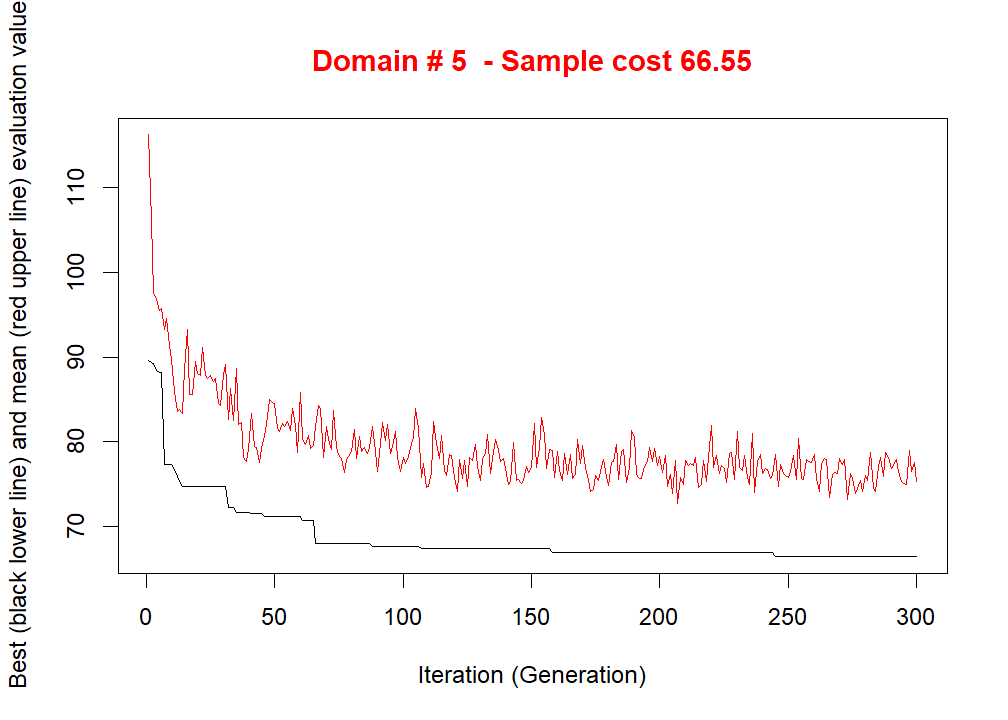 Domain # 5  - Sample cost 66.55
Best (black lower line) and mean (red upper line) evaluation value
110
100
90
80
70
0 50 100 150 200 250 300
Iteration (Generation)